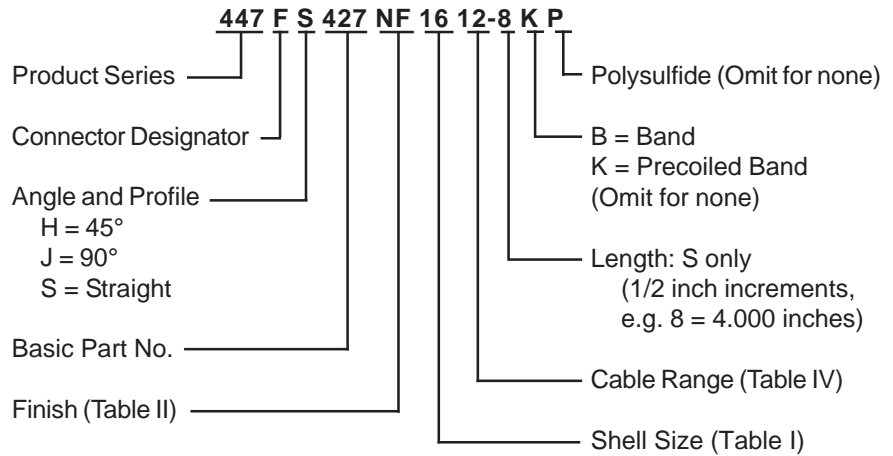 447 F S 427 NF 16 12-8 K P
Product Series
Connector Designator
Angle and Profile
H = 45°
J = 90°
S = Straight
Basic Part No.
Finish (Table II)
Polysulfide (Omit for none)
B = Band
K = Precoiled Band
(Omit for none)
Length: S only
(1/2 inch increments,
e.g. 8 = 4.000 inches)
Cable Range (Table IV)
Shell Size (Table I)